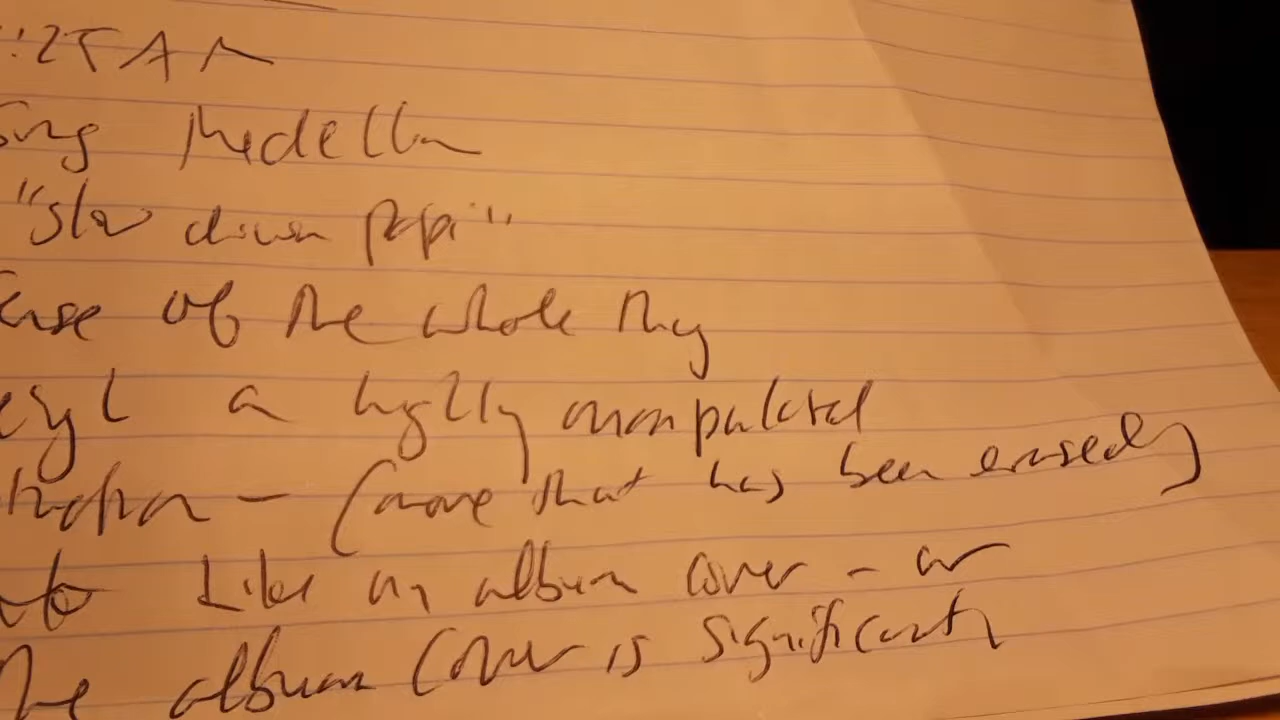 Medellin
"slow down papi"
of the whole thing
a highly manipulated
— (more that has been erased)
like an album cover – or
The album cover is significant